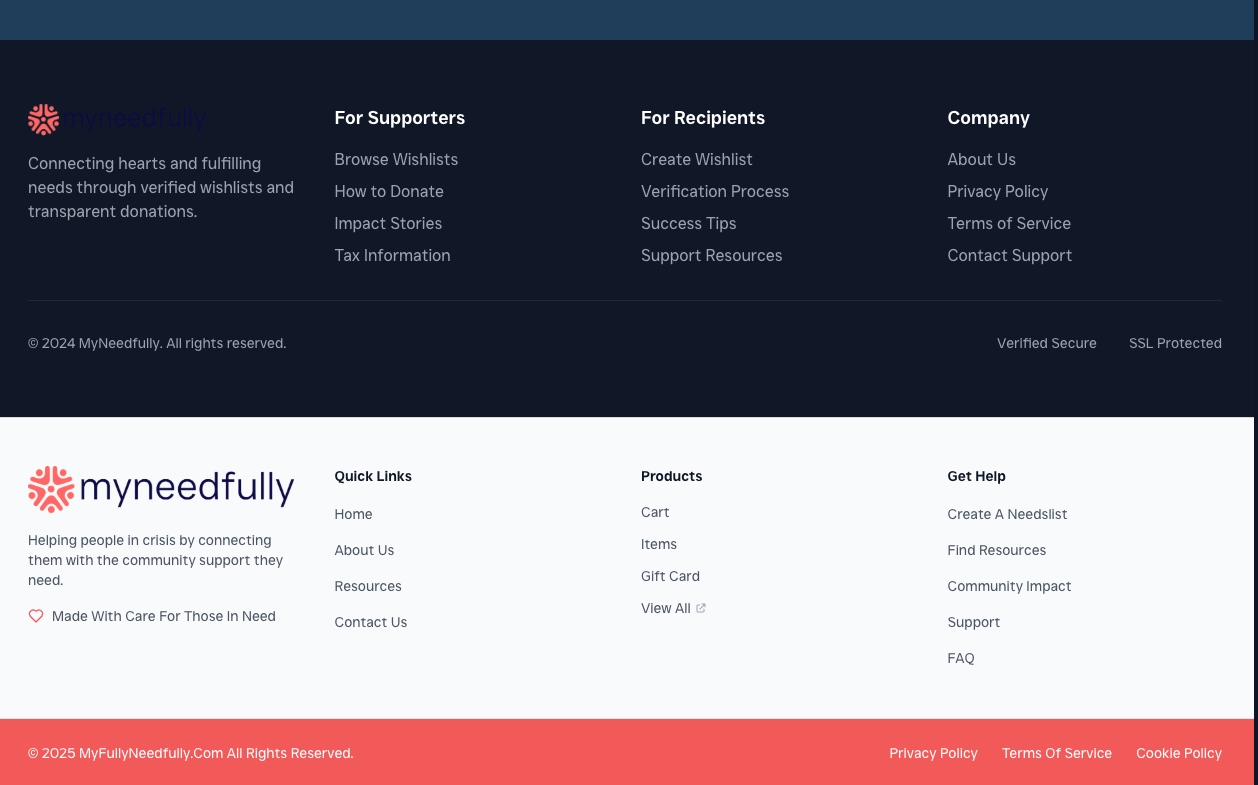 myneedfully
Connecting hearts and fulfilling
needs through verified wishlists and
transparent donations.
For Supporters
Browse Wishlists
How to Donate
Impact Stories
Tax Information
For Recipients
Create Wishlist
Verification Process
Success Tips
Support Resources
Company
About Us
Privacy Policy
Terms of Service
Contact Support
© 2024 MyNeedfully. All rights reserved.
Verified Secure
SSL Protected
myneedfully
Helping people in crisis by connecting
them with the community support they
need.
Made With Care For Those In Need
Quick Links
Home
About Us
Resources
Contact Us
Products
Cart
Items
Gift Card
View All
Get Help
Create A Needslist
Find Resources
Community Impact
Support
FAQ
© 2025 MyFullyNeedfully.Com All Rights Reserved.
Privacy Policy
Terms Of Service
Cookie Policy